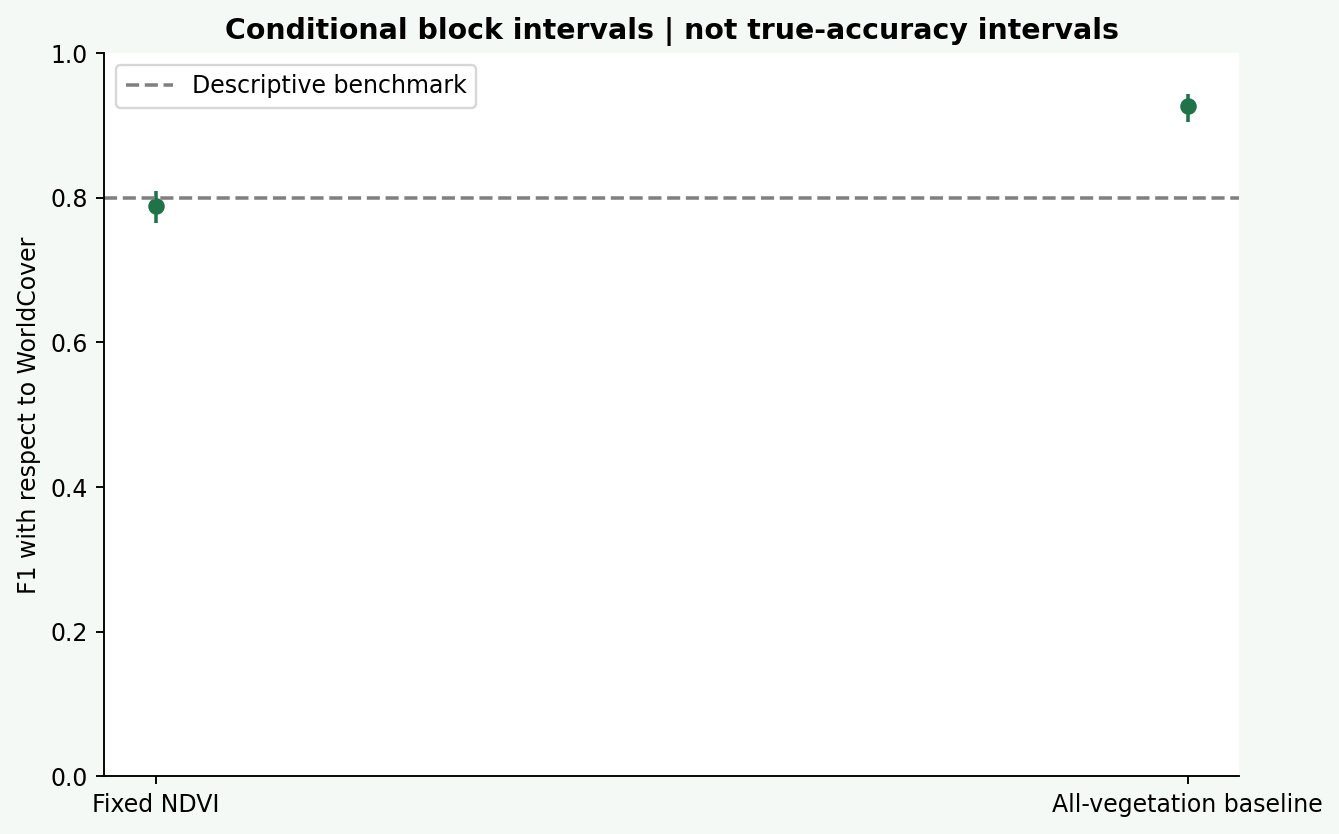 Conditional block intervals | not true-accuracy intervals
Descriptive benchmark
F1 with respect to WorldCover
1.0
0.8
0.6
0.4
0.2
0.0
Fixed NDVI
All-vegetation baseline